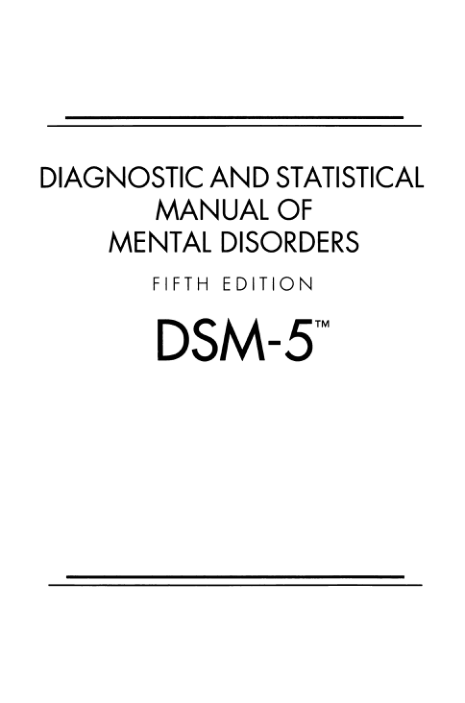 DIAGNOSTIC AND STATISTICAL
MANUAL OF
MENTAL DISORDERS
FIFTH EDITION
DSM-5™